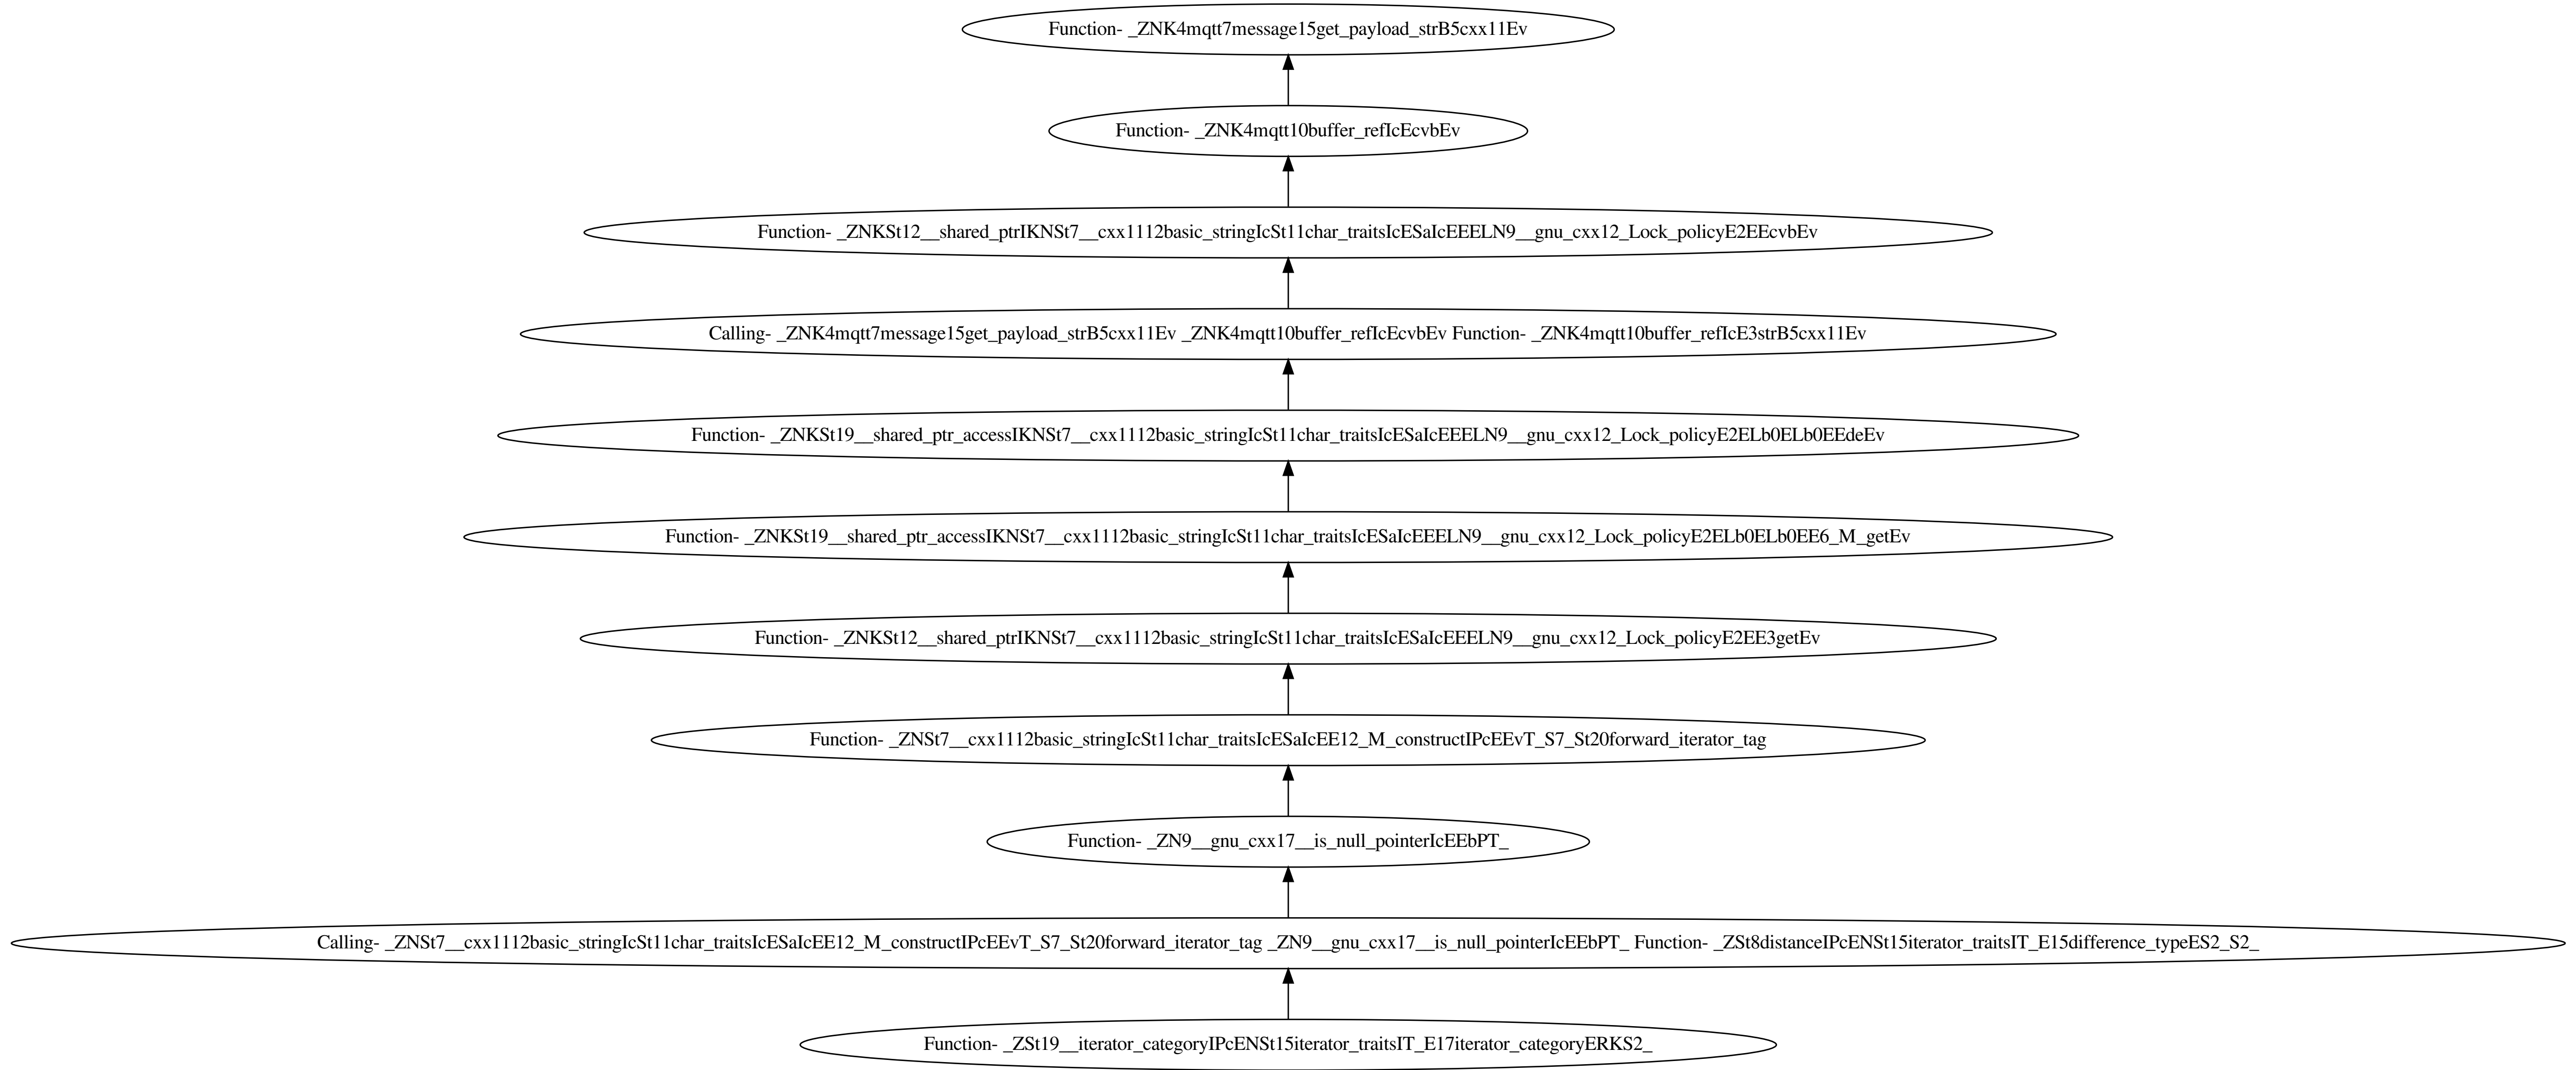 Function- _ZNK4mqtt7message15get_payload_strB5cxx11Ev
Function- _ZNK4mqtt10buffer_refIcEcvbEv
Function- _ZNKSt12__shared_ptrIKNSt7__cxx1112basic_stringIcSt11char_traitsIcESaIcEEELN9__gnu_cxx12_Lock_policyE2EEcvbEv
Calling- _ZNK4mqtt7message15get_payload_strB5cxx11Ev _ZNK4mqtt10buffer_refIcEcvbEv Function- _ZNK4mqtt10buffer_refIcE3strB5cxx11Ev
Function- _ZNKSt19__shared_ptr_accessIKNSt7__cxx1112basic_stringIcSt11char_traitsIcESaIcEEELN9__gnu_cxx12_Lock_policyE2ELb0ELb0EEdeEv
Function- _ZNKSt19__shared_ptr_accessIKNSt7__cxx1112basic_stringIcSt11char_traitsIcESaIcEEELN9__gnu_cxx12_Lock_policyE2ELb0ELb0EE6_M_getEv
Function- _ZNKSt12__shared_ptrIKNSt7__cxx1112basic_stringIcSt11char_traitsIcESaIcEEELN9__gnu_cxx12_Lock_policyE2EE3getEv
Function- _ZNSt7__cxx1112basic_stringIcSt11char_traitsIcESaIcEE12_M_constructIPcEEvT_S7_St20forward_iterator_tag
Function- _ZN9__gnu_cxx17__is_null_pointerIcEEbPT_
Calling- _ZNSt7__cxx1112basic_stringIcSt11char_traitsIcESaIcEE12_M_constructIPcEEvT_S7_St20forward_iterator_tag _ZN9__gnu_cxx17__is_null_pointerIcEEbPT_ Function- _ZSt8distanceIPcENSt15iterator_traitsIT_E15difference_typeES2_S2_
Function- _ZSt19__iterator_categoryIPcENSt15iterator_traitsIT_E17iterator_categoryERKS2_